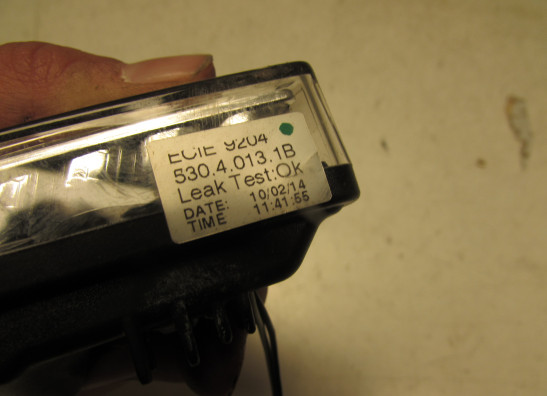 ECIE 9204
530.4.013.1B
Leak Test:Ok
DATE: 10/02/14
TIME 11:41:55